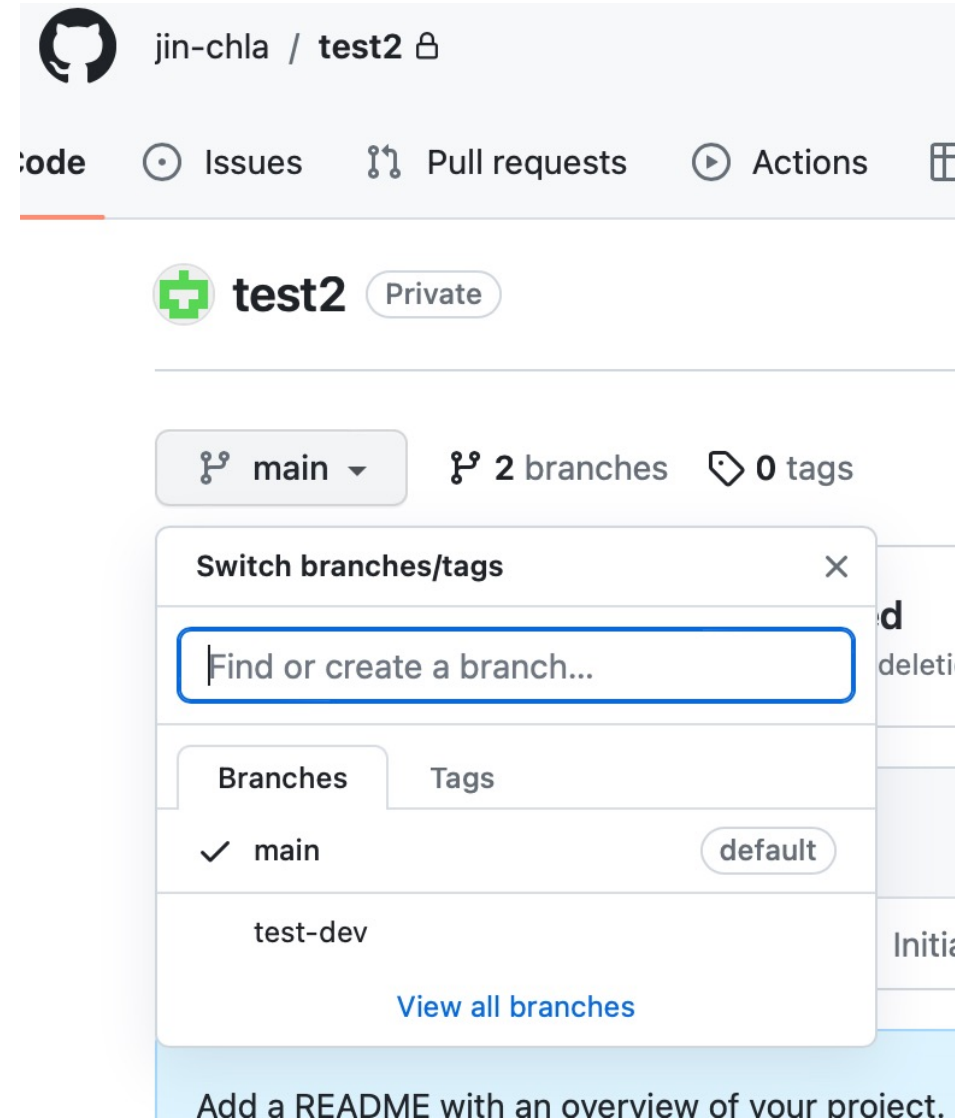 jin-chla / test2
Code Issues Pull requests Actions
test2 Private
main 2 branches 0 tags
Switch branches/tags
Find or create a branch...
Branches Tags
main default
test-dev
View all branches
Add a README with an overview of your project.